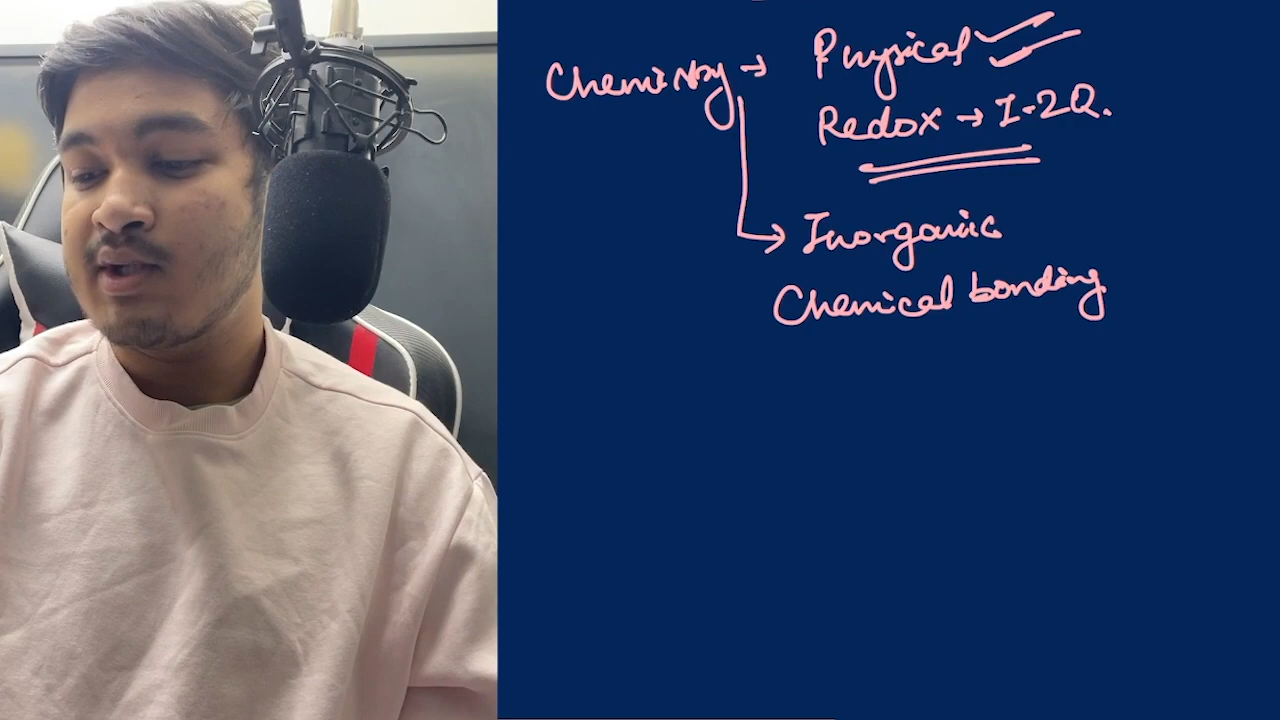 Chemistry → Physical
Redox → 1-2Q.
→ Inorganic
Chemical bonding.